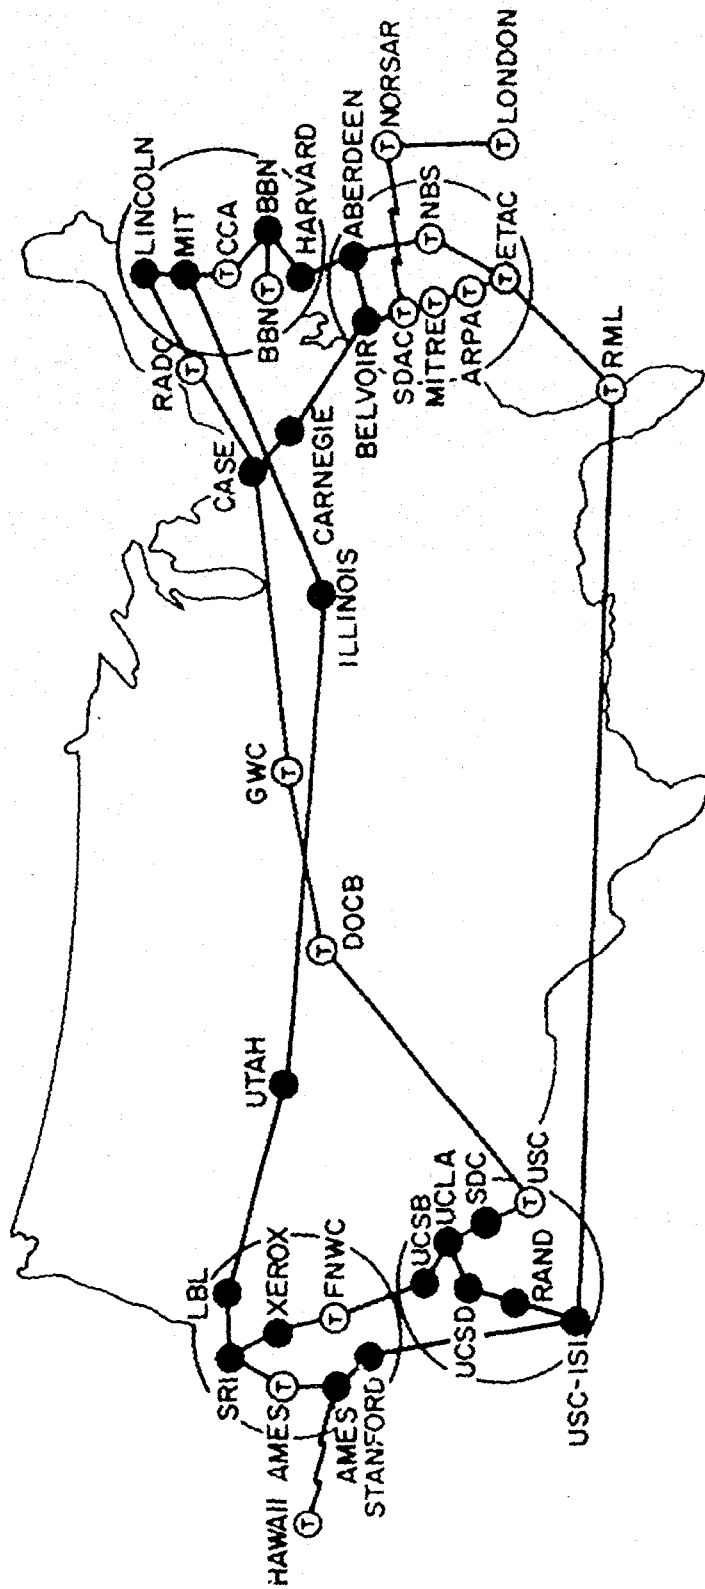 LINCOLN
MIT
CCA
T
RADC
T
BBN
BBN
T
HARVARD
ABERDEEN
NORSAR
T
LONDON
T
NBS
T
ETAC
T
CASE
CARNEGIE
BELVOIR
SDAC
T
MITRE
T
ARPA
T
RML
T
ILLINOIS
GWC
T
DOCB
T
UTAH
LBL
SRI
XEROX
FNWC
T
HAWAII
T
AMES
T
AMES
STANFORD
UCSB
UCLA
SDC
USC
T
UCSD
RAND
USC-ISI